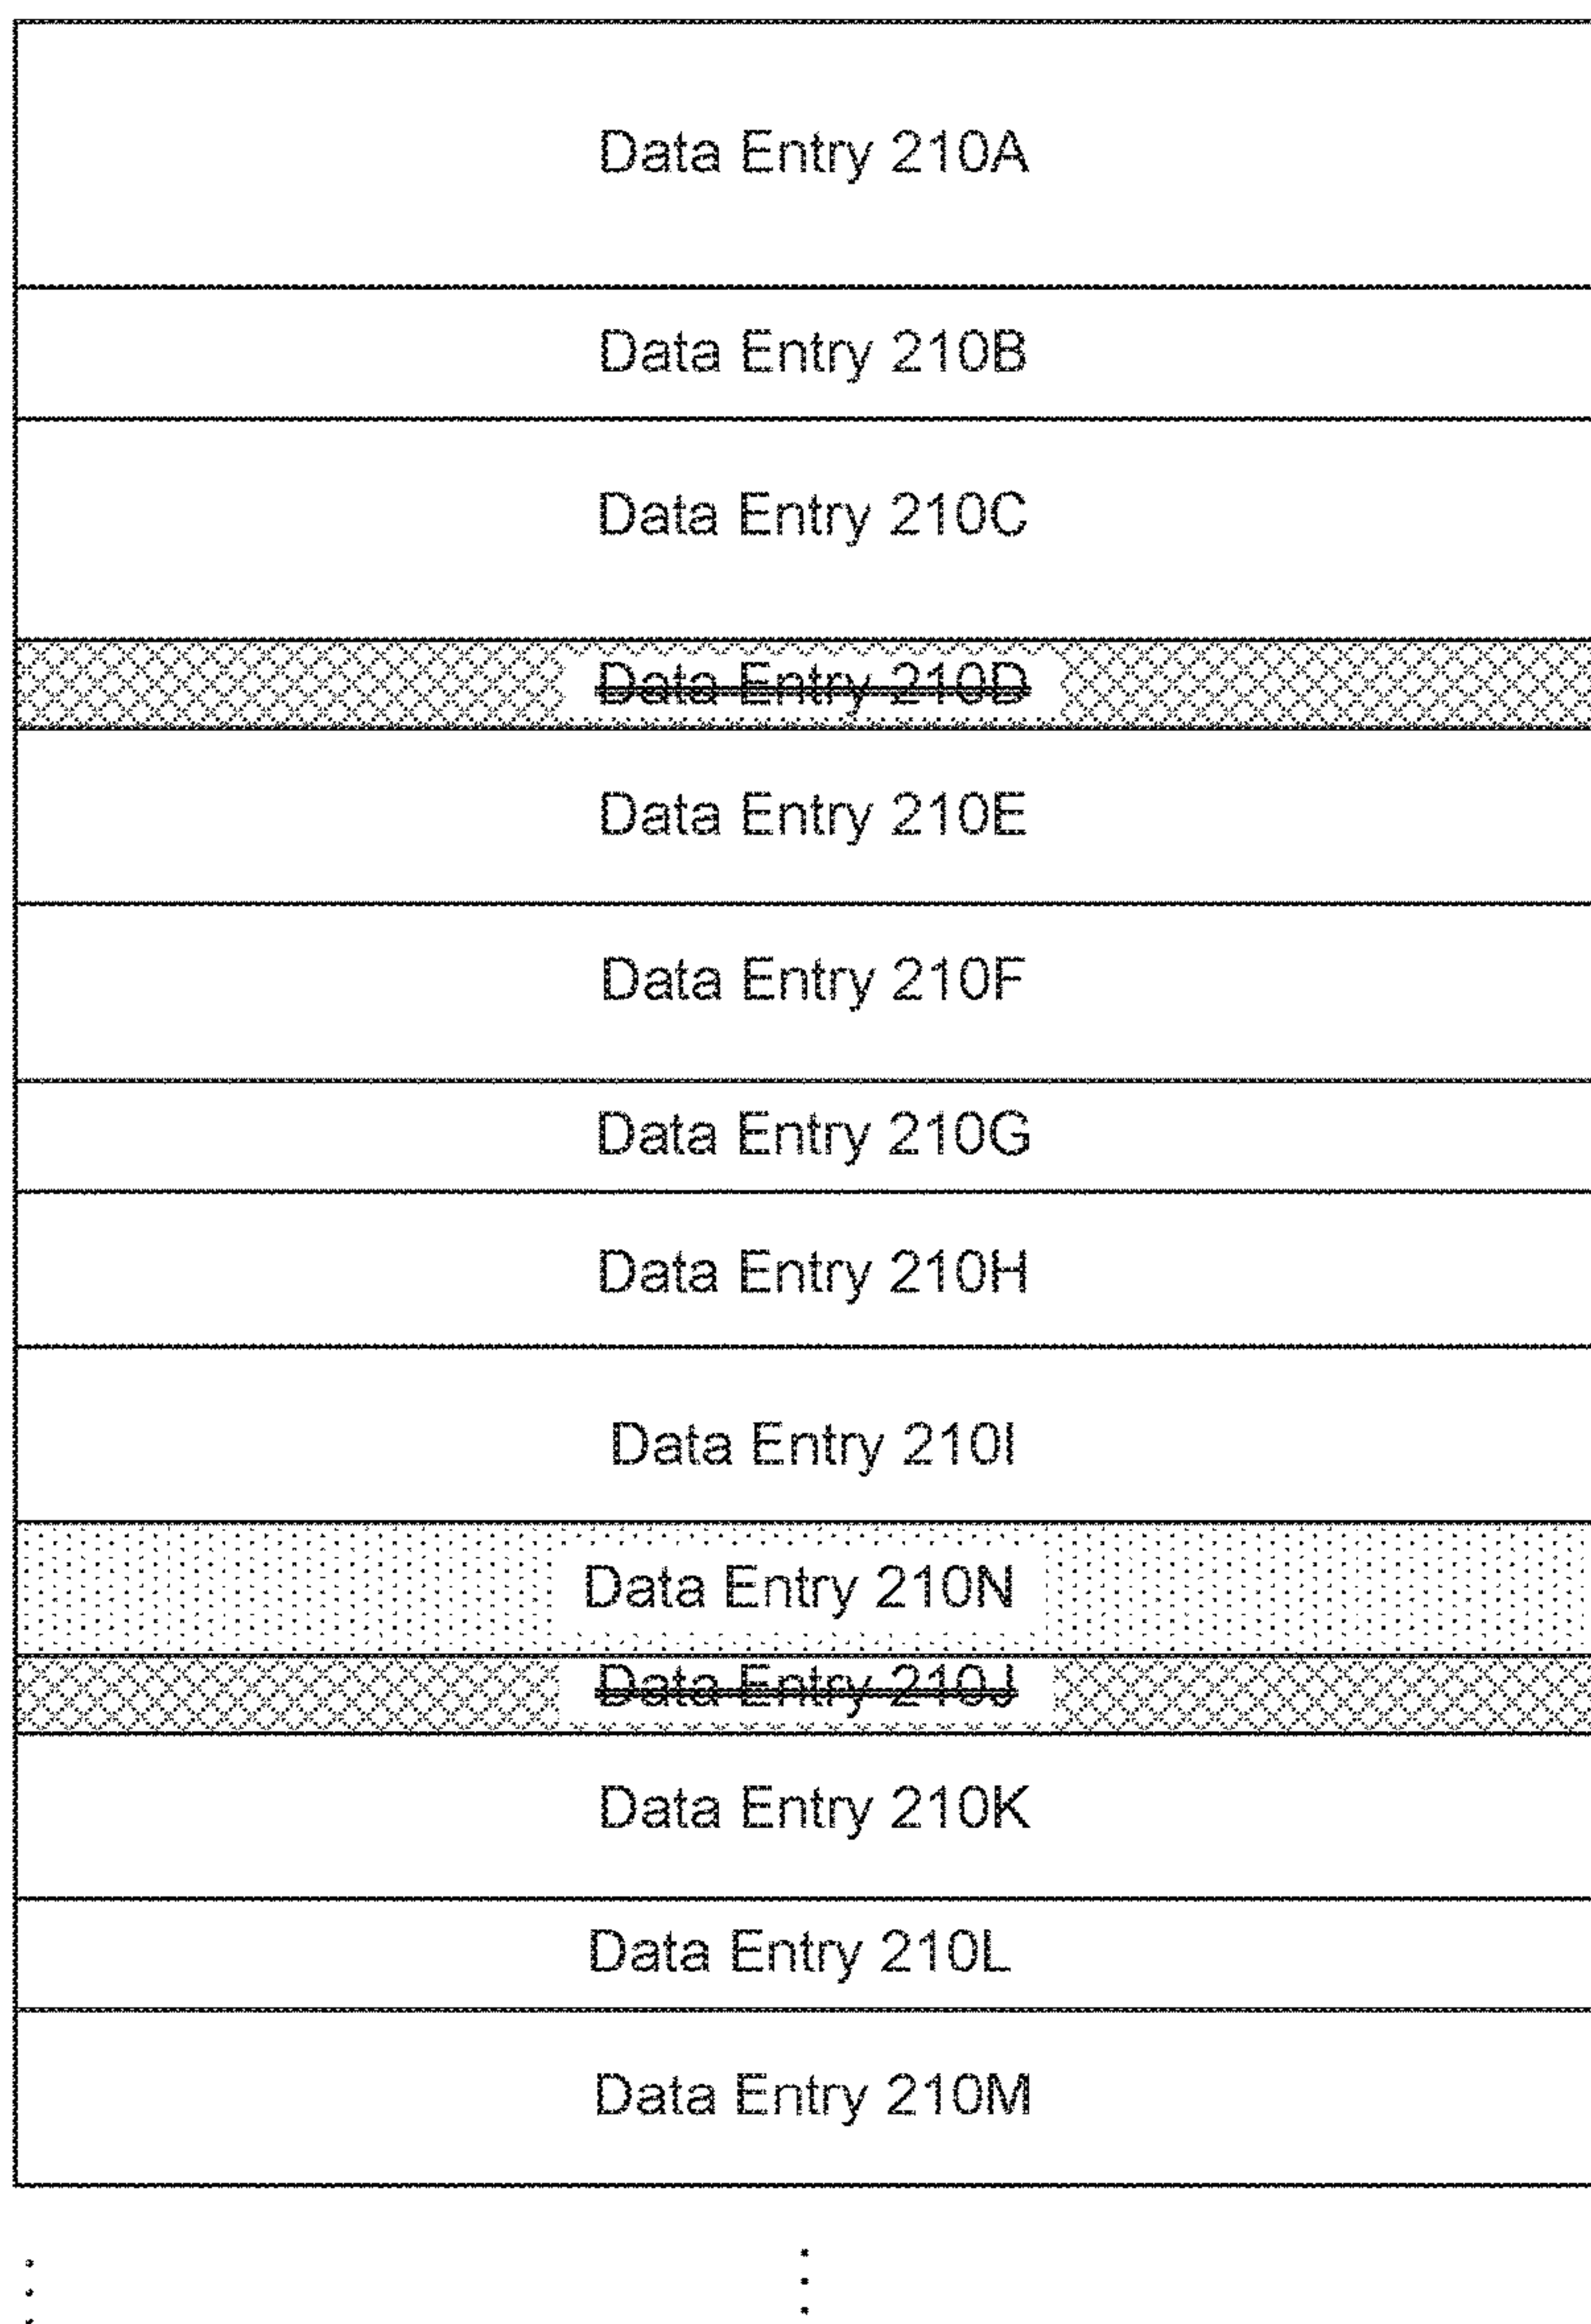 Data Entry 210A
Data Entry 210B
Data Entry 210C
Data Entry 210D
Data Entry 210E
Data Entry 210F
Data Entry 210G
Data Entry 210H
Data Entry 210I
Data Entry 210N
Data Entry 210J
Data Entry 210K
Data Entry 210L
Data Entry 210M